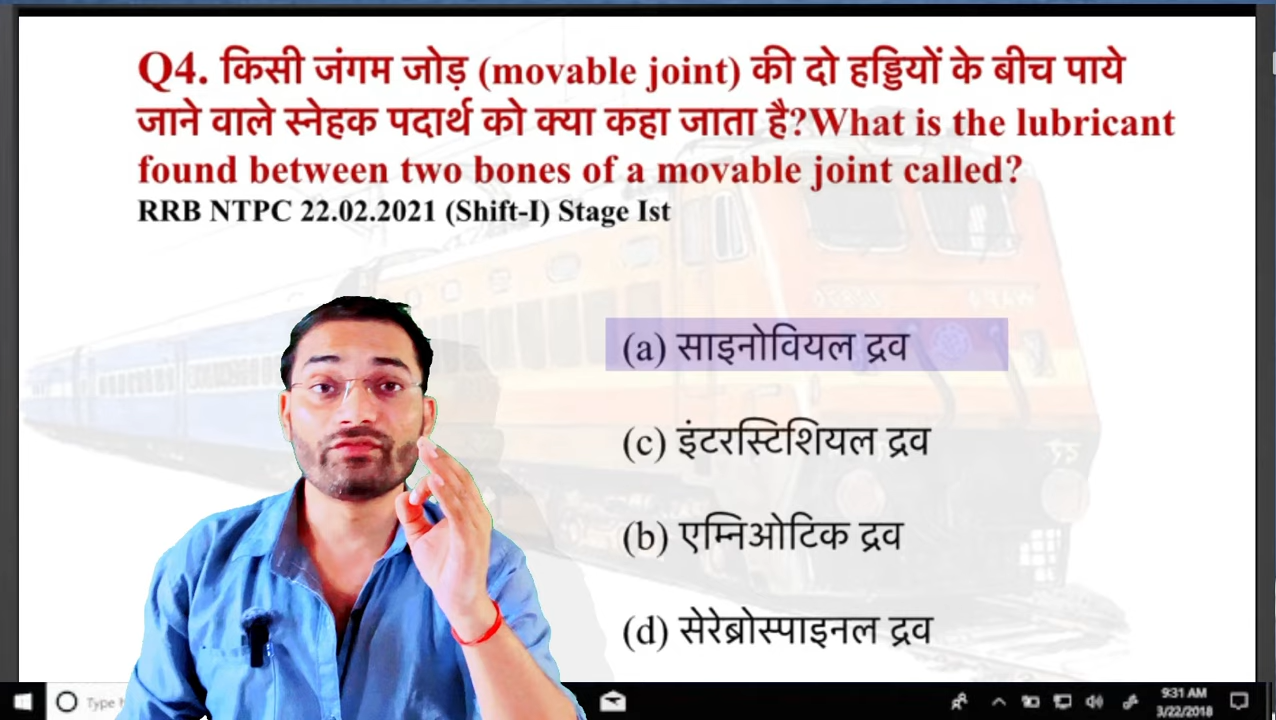 Q4. किसी जंगम जोड़ (movable joint) की दो हड्डियों के बीच पाये
जाने वाले स्नेहक पदार्थ को क्या कहा जाता है?What is the lubricant
found between two bones of a movable joint called?
RRB NTPC 22.02.2021 (Shift-I) Stage Ist
(a) साइनोवियल द्रव
(c) इंटरस्टिशियल द्रव
(b) एम्निओटिक द्रव
(d) सेरेब्रोस्पाइनल द्रव
Type
9:31 AM
3/22/2018